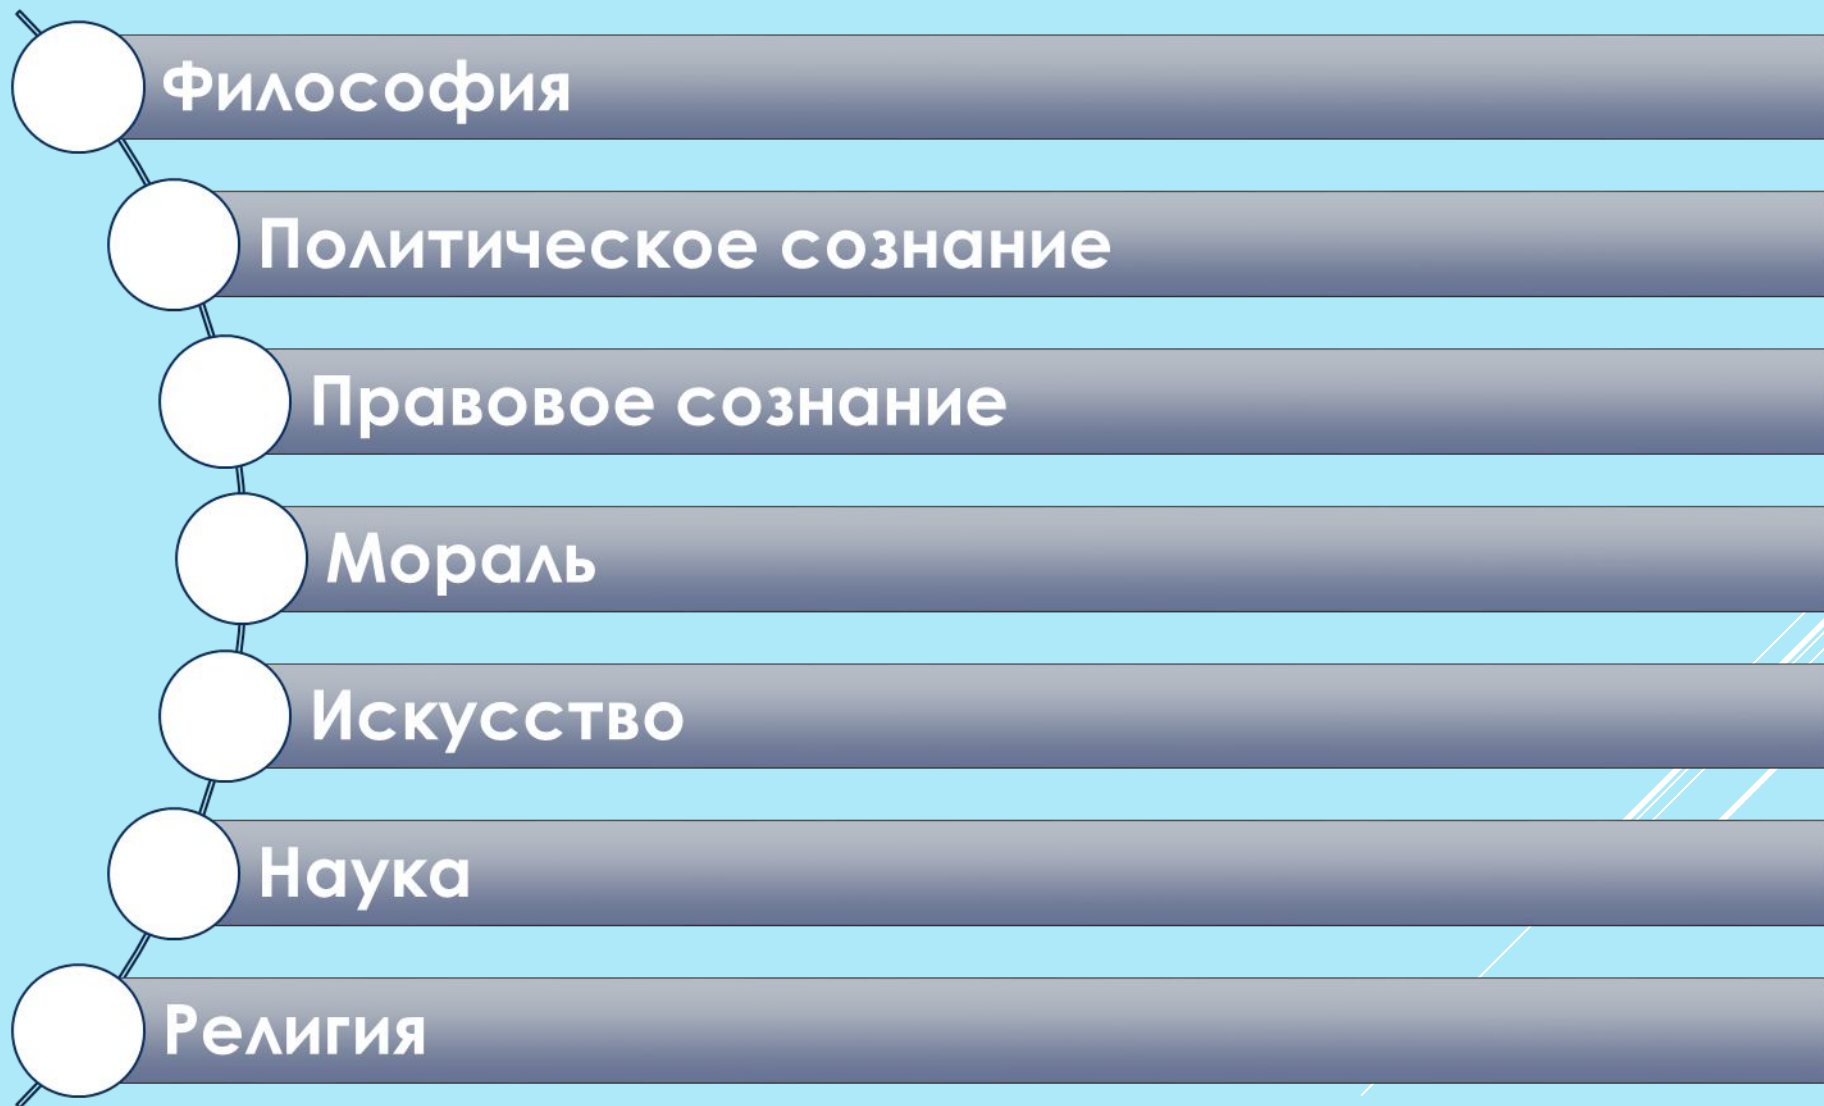 Философия
Политическое сознание
Правовое сознание
Мораль
Искусство
Наука
Религия